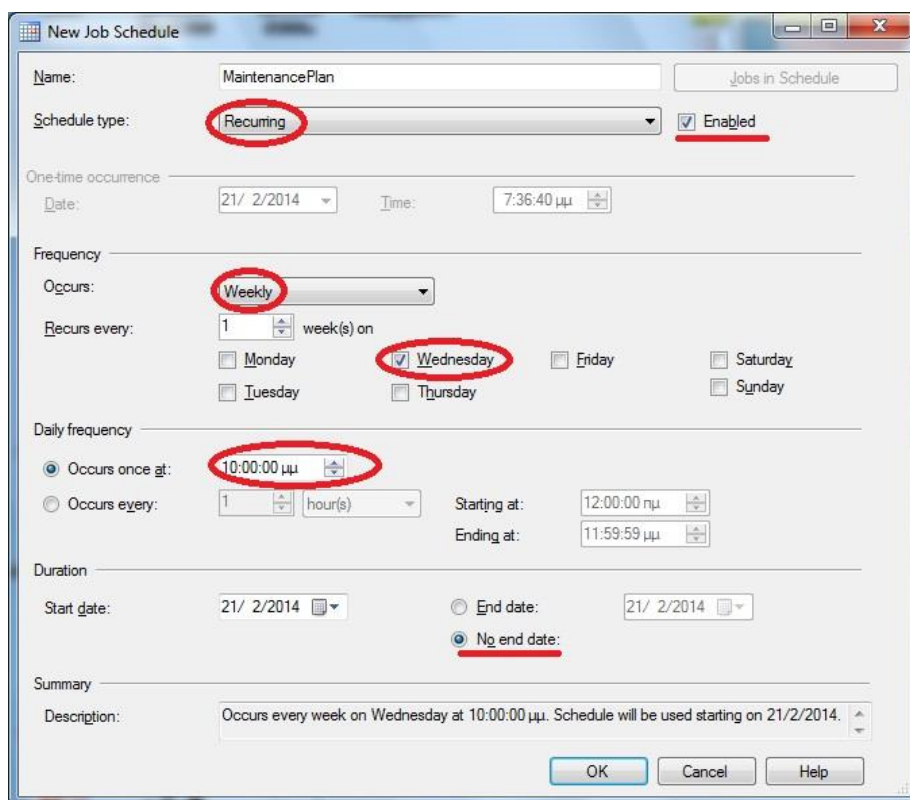 New Job Schedule
Name: MaintenancePlan Jobs in Schedule
Schedule type: Recurring Enabled
One-time occurrence
Date: 21/ 2/2014 Time: 7:36:40 μμ
Frequency
Occurs: Weekly
Recurs every: 1 week(s) on
Monday Wednesday Friday Saturday
Tuesday Thursday Sunday
Daily frequency
Occurs once at: 10:00:00 μμ
Occurs every: 1 hour(s) Starting at: 12:00:00 πμ
Ending at: 11:59:59 μμ
Duration
Start date: 21/ 2/2014 End date: 21/ 2/2014
No end date:
Summary
Description: Occurs every week on Wednesday at 10:00:00 μμ. Schedule will be used starting on 21/2/2014.
OK Cancel Help